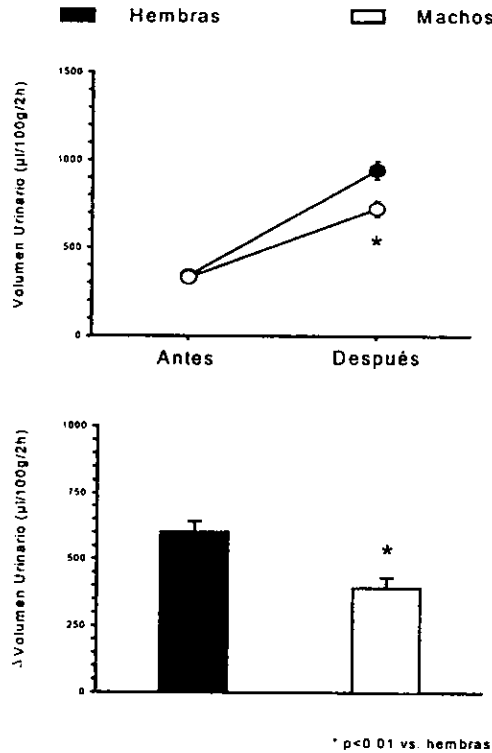 Hembras Machos
Volumen Urinario (µl/100g/2h)
1500
1000
500
0
*
Antes Después
Δ Volumen Urinario (µl/100g/2h)
1000
750
500
250
0
*
* p<0 01 vs. hembras